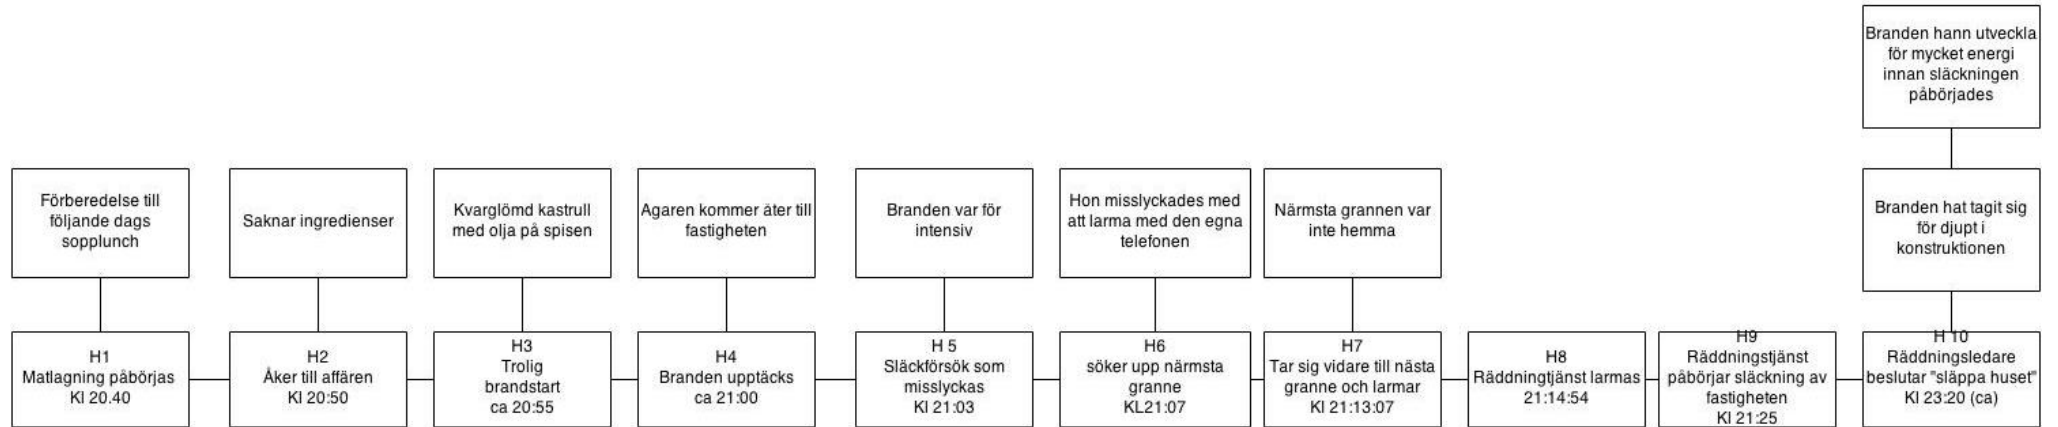 Branden hann utveckla
för mycket energi
innan släckningen
påbörjades
Förberedelse till
följande dags
sopplunch
Saknar ingredienser
Kvarglömd kastrull
med olja på spisen
Agaren kommer åter till
fastigheten
Branden var för
intensiv
Hon misslyckades med
att larma med den egna
telefonen
Närmsta grannen var
inte hemma
Branden hat tagit sig
för djupt i
konstruktionen
H1
Matlagning påbörjas
Kl 20.40
H2
Åker till affären
Kl 20:50
H3
Trolig
brandstart
ca 20:55
H4
Branden upptäcks
ca 21:00
H 5
Släckförsök som
misslyckas
Kl 21:03
H6
söker upp närmsta
granne
KL21:07
H7
Tar sig vidare till nästa
granne och larmar
Kl 21:13:07
H8
Räddningtjänst larmas
21:14:54
H9
Räddningstjänst
påbörjar släckning av
fastigheten
Kl 21:25
H 10
Räddningsledare
beslutar "släppa huset"
Kl 23:20 (ca)